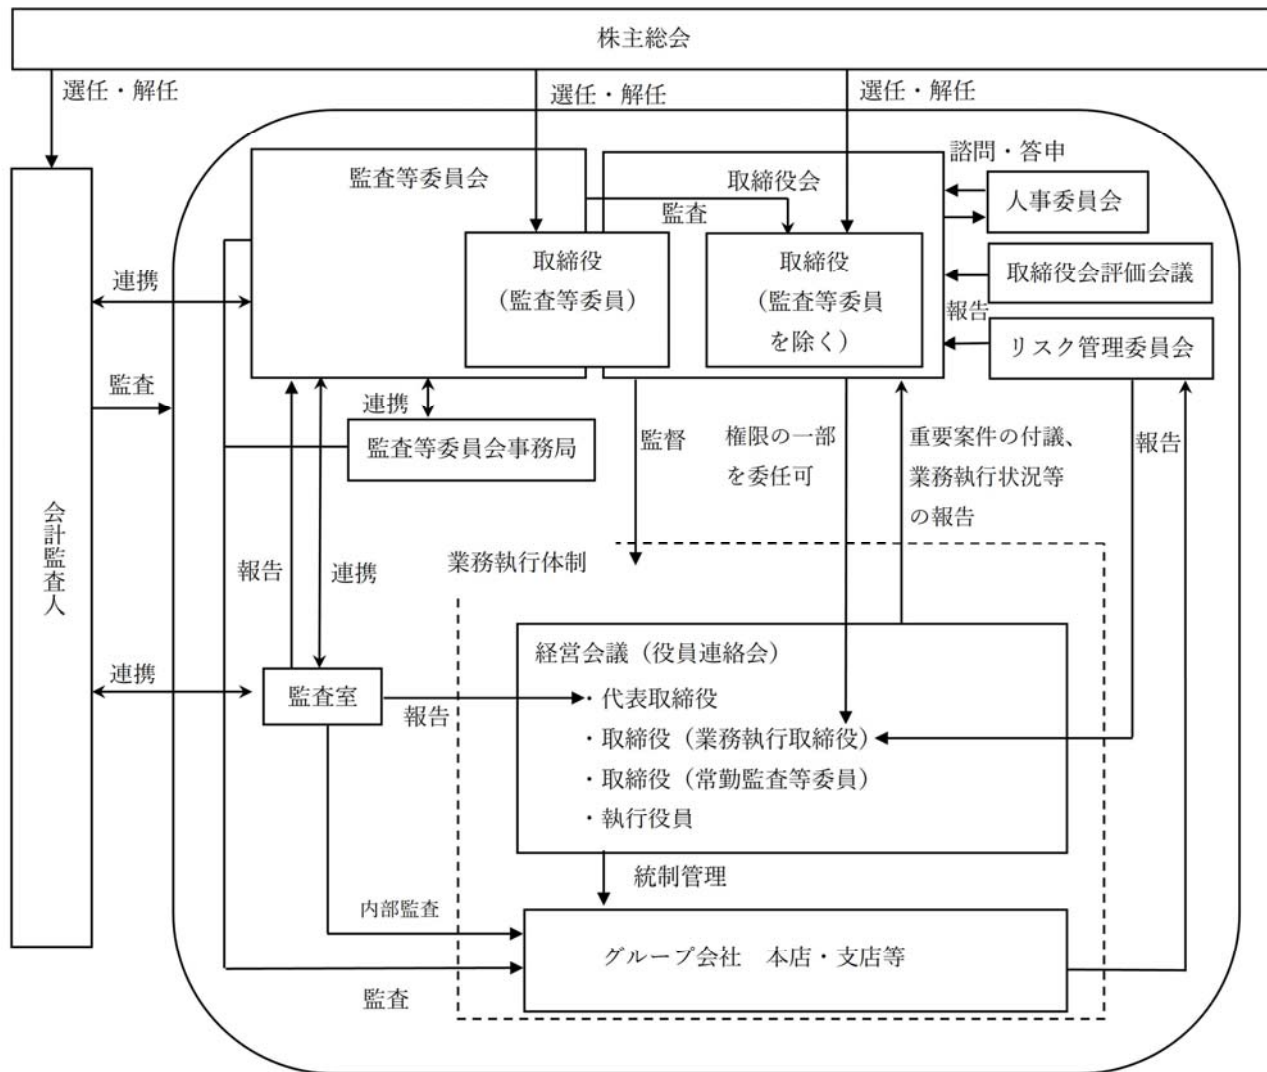 株主総会
選任・解任
選任・解任
選任・解任
諮問・答申
監査等委員会
取締役会
人事委員会
監査
取締役
（監査等委員）
取締役
（監査等委員
を除く）
取締役会評価会議
連携
報告
リスク管理委員会
監査
連携
監査等委員会事務局
監督
権限の一部
を委任可
重要案件の付議、
業務執行状況等
の報告
報告
報告
会計監査人
業務執行体制
報告
連携
経営会議（役員連絡会）
連携
監査室
報告
・代表取締役
・取締役（業務執行取締役）
・取締役（常勤監査等委員）
・執行役員
統制管理
内部監査
グループ会社　本店・支店等
監査